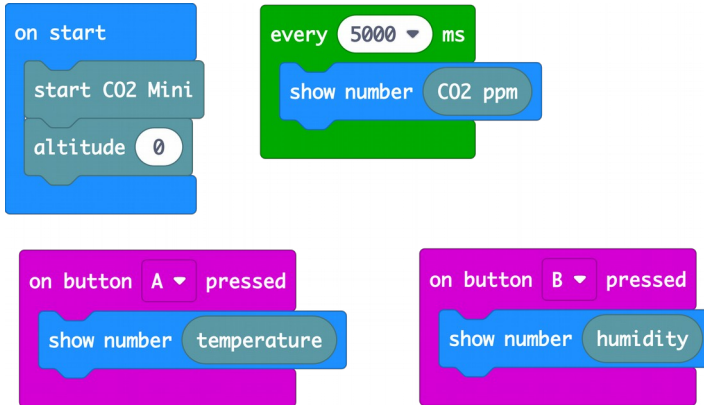 on start
start CO2 Mini
altitude 0
every 5000 ms
show number CO2 ppm
on button A pressed
show number temperature
on button B pressed
show number humidity